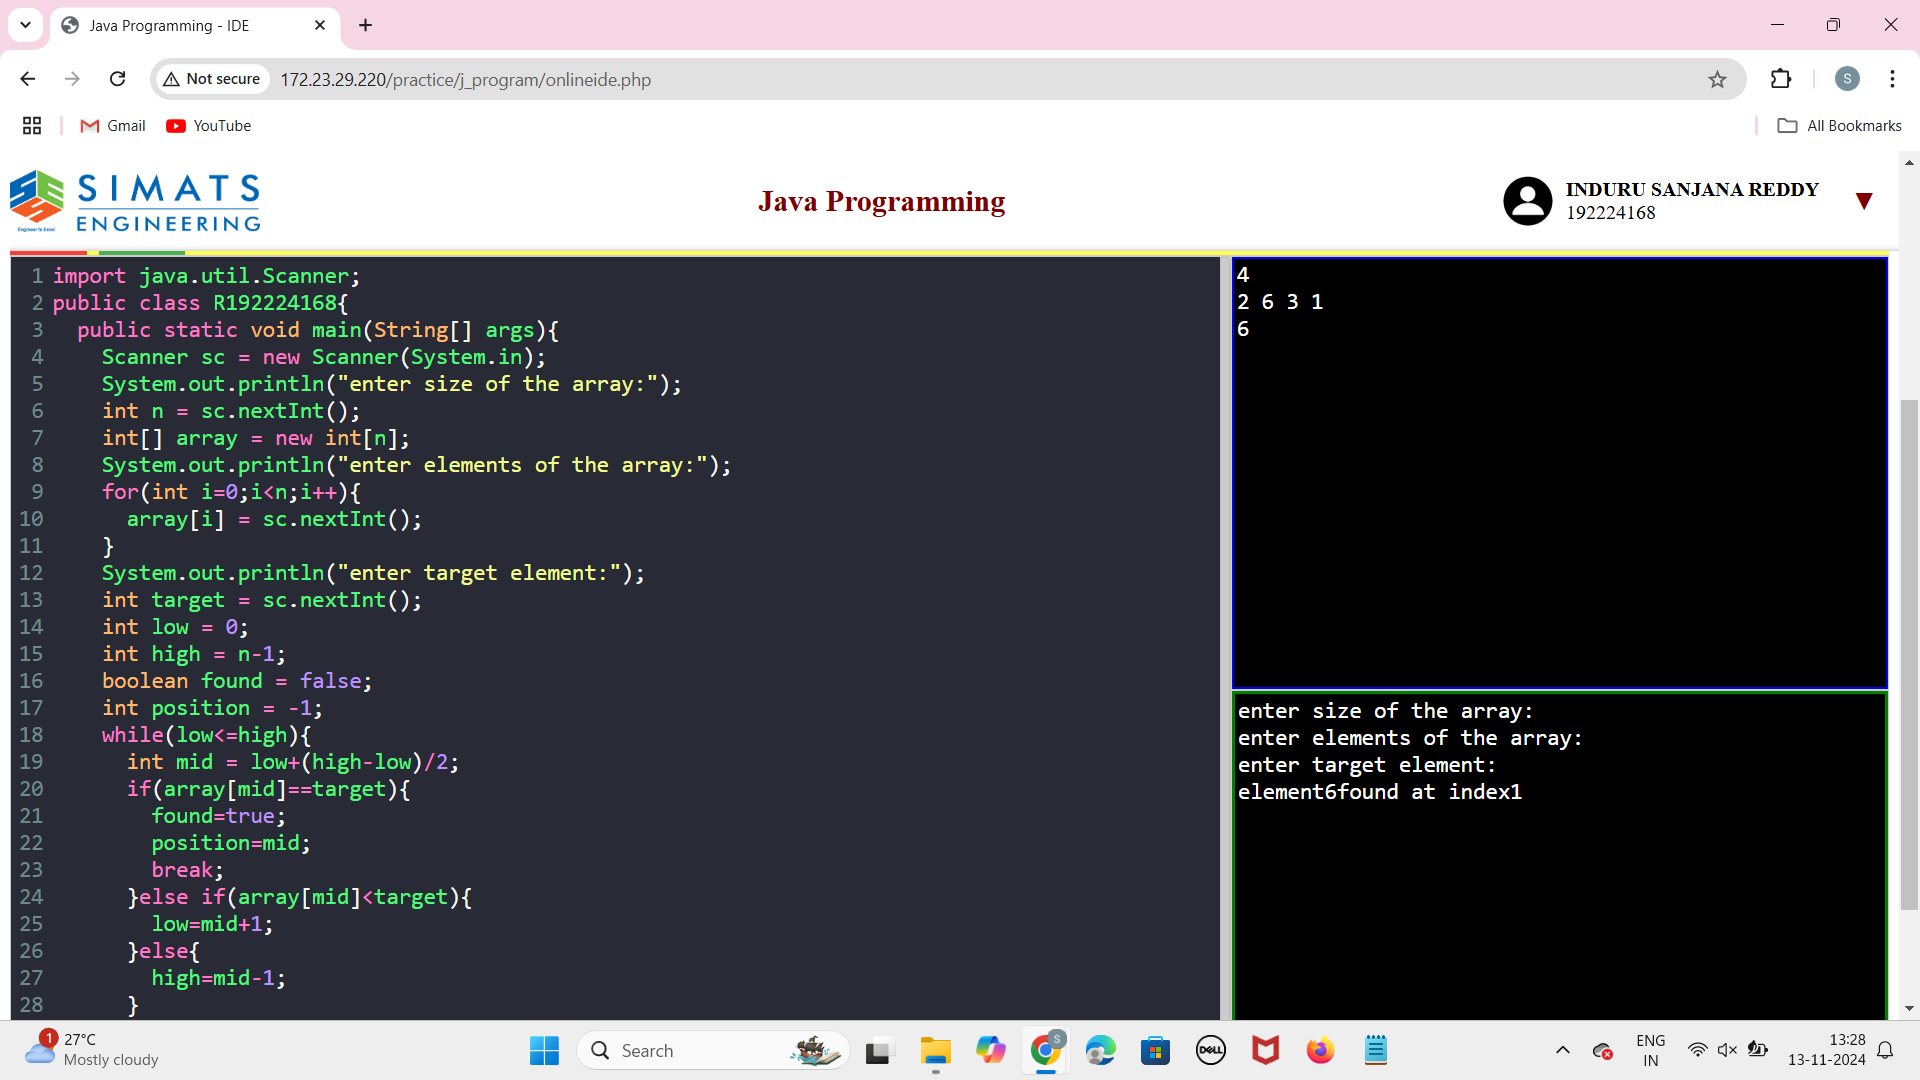 Java Programming - IDE
Not secure
172.23.29.220/practice/j_program/onlineide.php
S
Gmail
YouTube
All Bookmarks
SIMATS
ENGINEERING
Engineer to Excel
Java Programming
INDURU SANJANA REDDY
192224168
1 import java.util.Scanner;
2 public class R192224168{
3   public static void main(String[] args){
4     Scanner sc = new Scanner(System.in);
5     System.out.println("enter size of the array:");
6     int n = sc.nextInt();
7     int[] array = new int[n];
8     System.out.println("enter elements of the array:");
9     for(int i=0;i<n;i++){
10       array[i] = sc.nextInt();
11     }
12     System.out.println("enter target element:");
13     int target = sc.nextInt();
14     int low = 0;
15     int high = n-1;
16     boolean found = false;
17     int position = -1;
18     while(low<=high){
19       int mid = low+(high-low)/2;
20       if(array[mid]==target){
21         found=true;
22         position=mid;
23         break;
24       }else if(array[mid]<target){
25         low=mid+1;
26       }else{
27         high=mid-1;
28       }
4
2 6 3 1
6
enter size of the array:
enter elements of the array:
enter target element:
element6found at index1
1
27°C
Mostly cloudy
Search
S
DELL
ENG
IN
13:28
13-11-2024